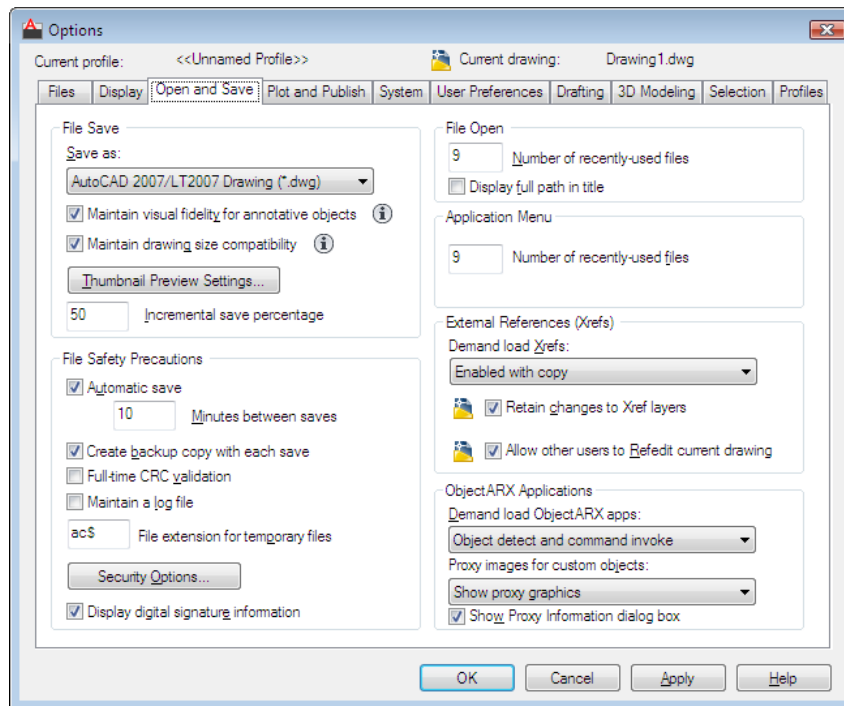 Options
Current profile: <<Unnamed Profile>> Current drawing: Drawing1.dwg
Files Display Open and Save Plot and Publish System User Preferences Drafting 3D Modeling Selection Profiles
File Save
Save as:
AutoCAD 2007/LT2007 Drawing (*.dwg)
Maintain visual fidelity for annotative objects
Maintain drawing size compatibility
Thumbnail Preview Settings...
50 Incremental save percentage
File Safety Precautions
Automatic save
10 Minutes between saves
Create backup copy with each save
Full-time CRC validation
Maintain a log file
ac$ File extension for temporary files
Security Options...
Display digital signature information
File Open
9 Number of recently-used files
Display full path in title
Application Menu
9 Number of recently-used files
External References (Xrefs)
Demand load Xrefs:
Enabled with copy
Retain changes to Xref layers
Allow other users to Refedit current drawing
ObjectARX Applications
Demand load ObjectARX apps:
Object detect and command invoke
Proxy images for custom objects:
Show proxy graphics
Show Proxy Information dialog box
OK Cancel Apply Help